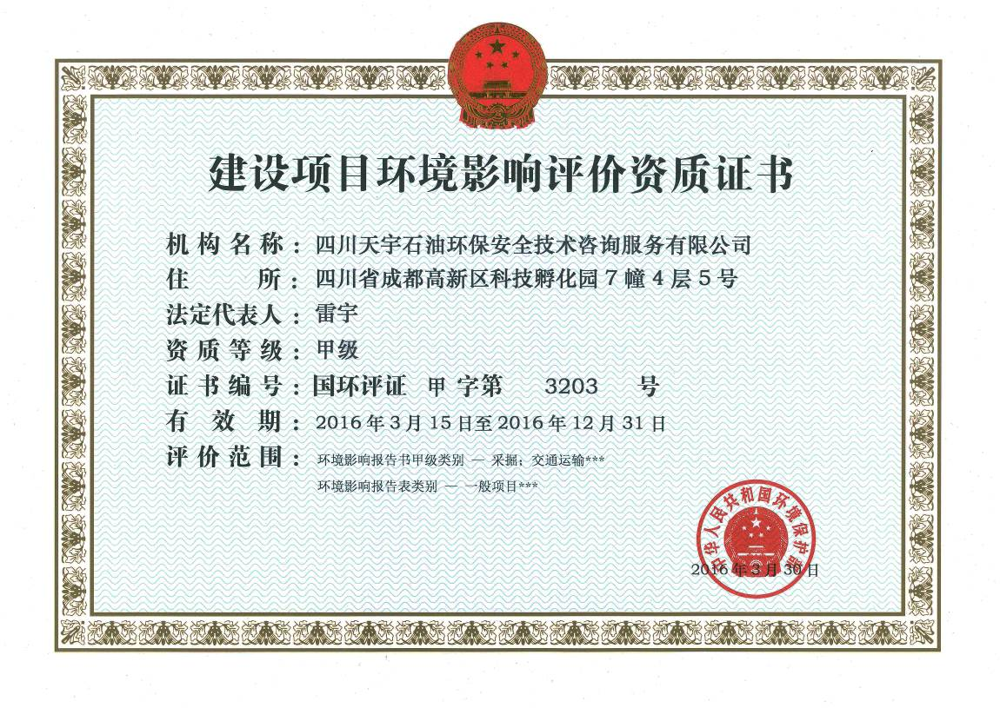 建设项目环境影响评价资质证书
机构名称：四川天宇石油环保安全技术咨询服务有限公司
住 所：四川省成都高新区科技孵化园7幢4层5号
法定代表人：雷宇
资质等级：甲级
证书编号：国环评证 甲 字第 3203 号
有效期：2016年3月15日至2016年12月31日
评价范围：环境影响报告书甲级类别 — 采掘；交通运输***
环境影响报告表类别 — 一般项目***
中华人民共和国环境保护部
2016年3月30日